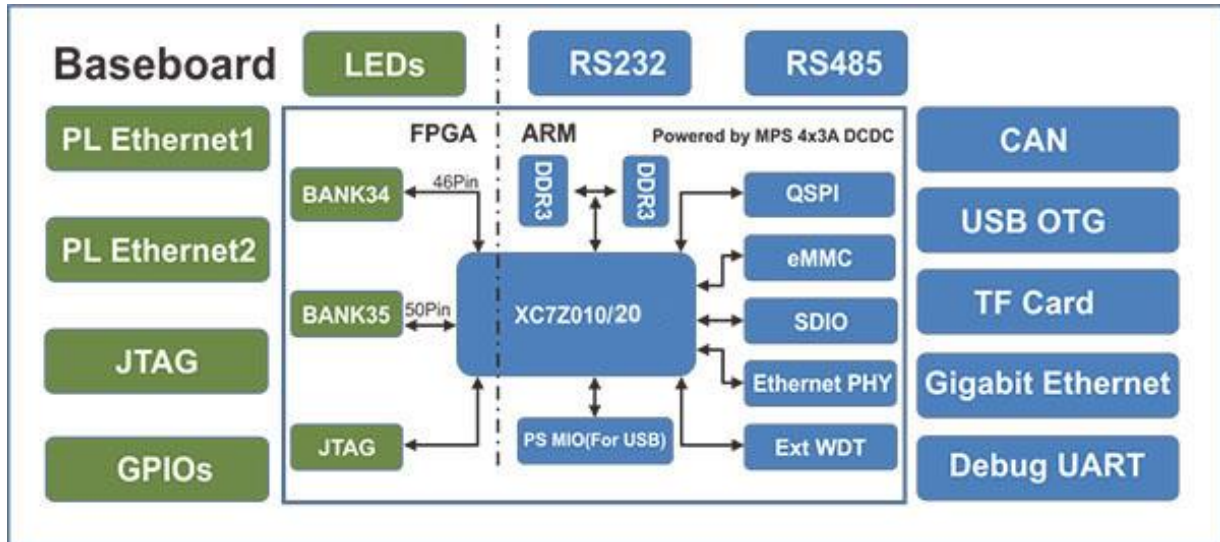 Baseboard
LEDs
RS232
RS485
PL Ethernet1
PL Ethernet2
JTAG
GPIOs
FPGA
ARM
Powered by MPS 4x3A DCDC
BANK34
46Pin
DDR3
DDR3
QSPI
eMMC
BANK35
50Pin
XC7Z010/20
SDIO
Ethernet PHY
JTAG
PS MIO(For USB)
Ext WDT
CAN
USB OTG
TF Card
Gigabit Ethernet
Debug UART